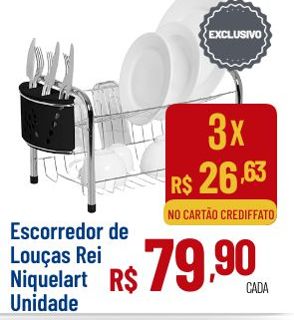 EXCLUSIVO
3X
R$ 26,63
NO CARTÃO CREDIFFATO
Escorredor de
Louças Rei
Niquelart
Unidade
R$ 79,90
CADA